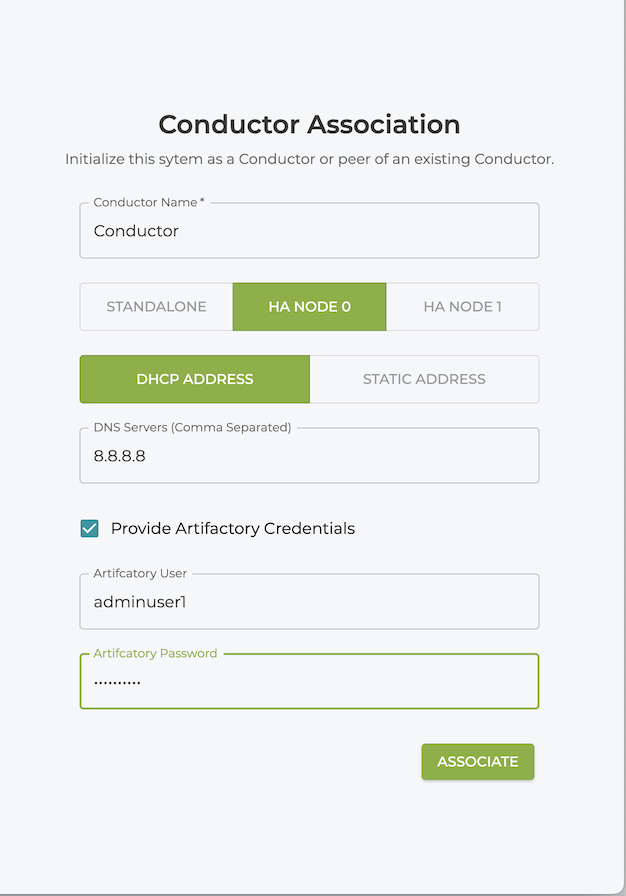 Conductor Association
Initialize this sytem as a Conductor or peer of an existing Conductor.
Conductor Name *
Conductor
STANDALONE HA NODE 0 HA NODE 1
DHCP ADDRESS STATIC ADDRESS
DNS Servers (Comma Separated)
8.8.8.8
Provide Artifactory Credentials
Artifcatory User
adminuser1
Artifcatory Password
••••••••••
ASSOCIATE